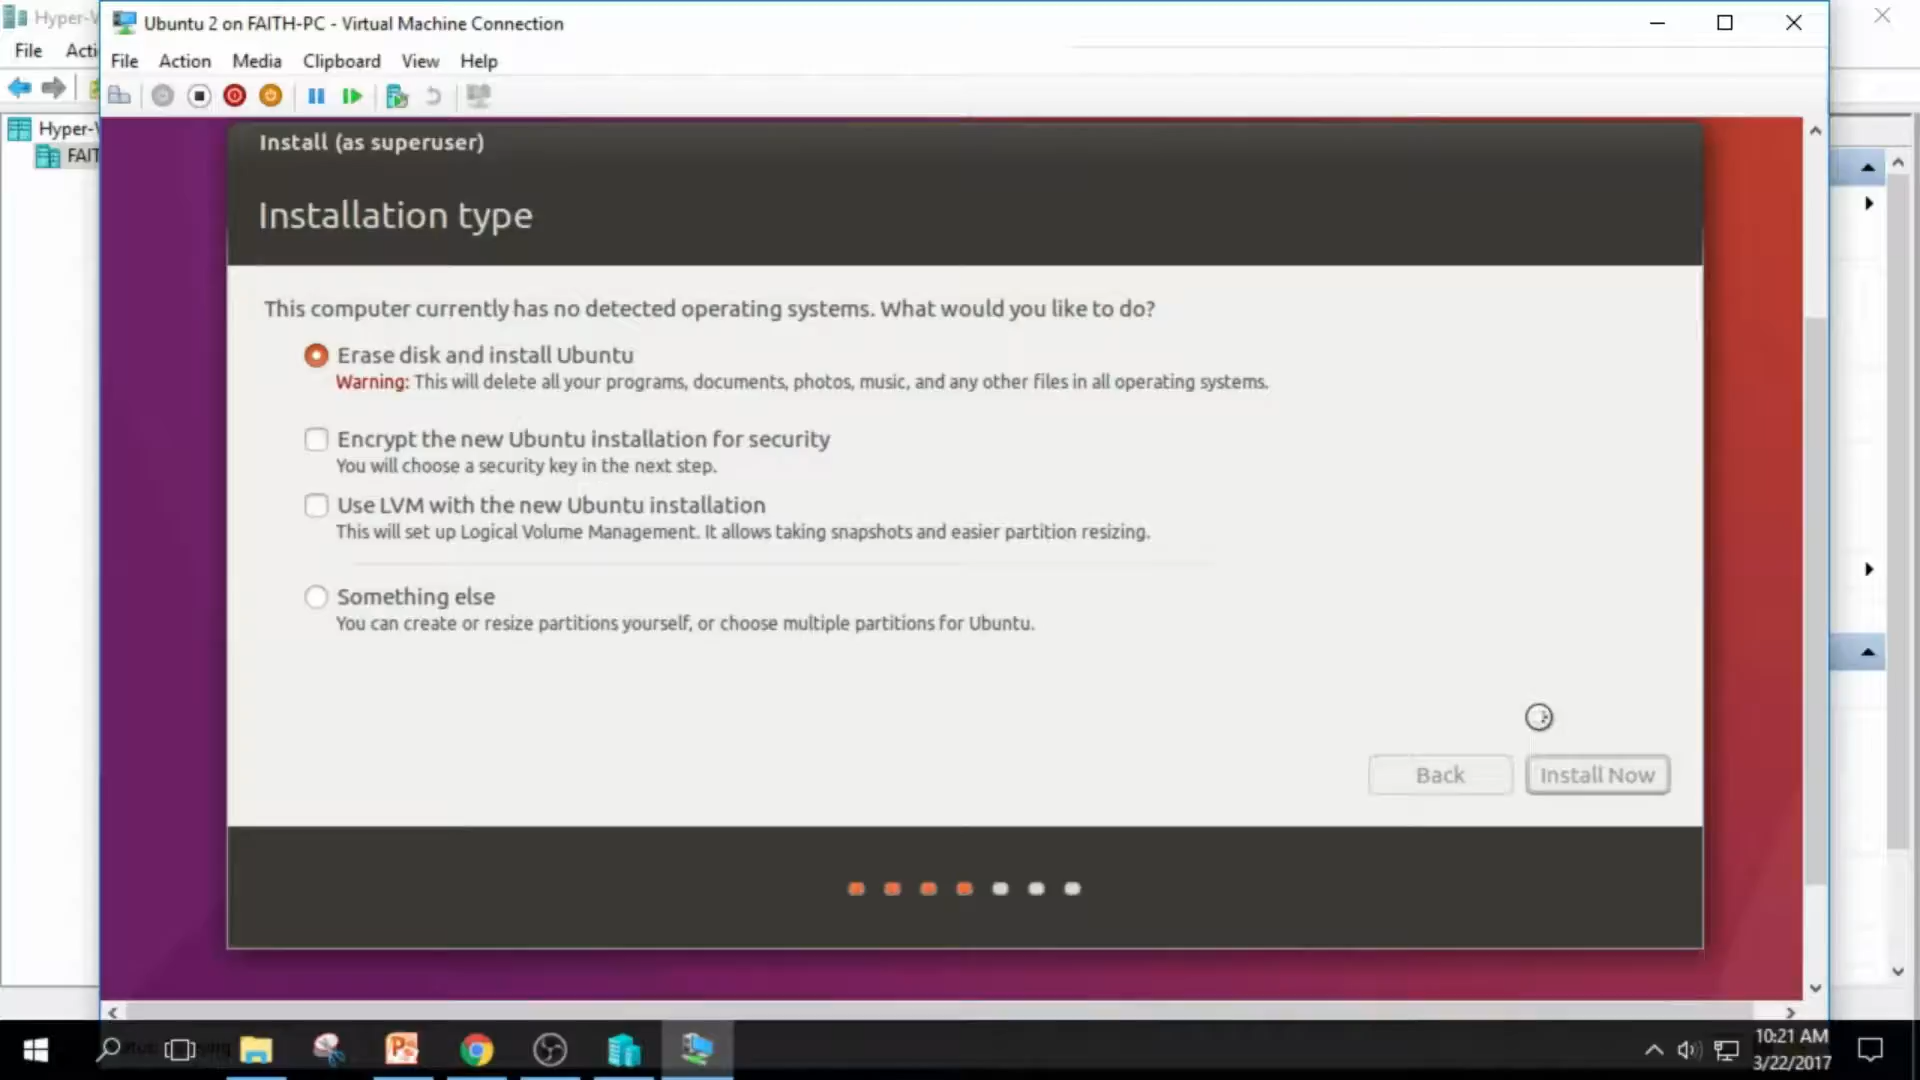 Hyper-V
Ubuntu 2 on FAITH-PC - Virtual Machine Connection
File
File Action Media Clipboard View Help
Hyper-V
FAIT
Install (as superuser)
Installation type
This computer currently has no detected operating systems. What would you like to do?
Erase disk and install Ubuntu
Warning: This will delete all your programs, documents, photos, music, and any other files in all operating systems.
Encrypt the new Ubuntu installation for security
You will choose a security key in the next step.
Use LVM with the new Ubuntu installation
This will set up Logical Volume Management. It allows taking snapshots and easier partition resizing.
Something else
You can create or resize partitions yourself, or choose multiple partitions for Ubuntu.
Back Install Now
10:21 AM
3/22/2017